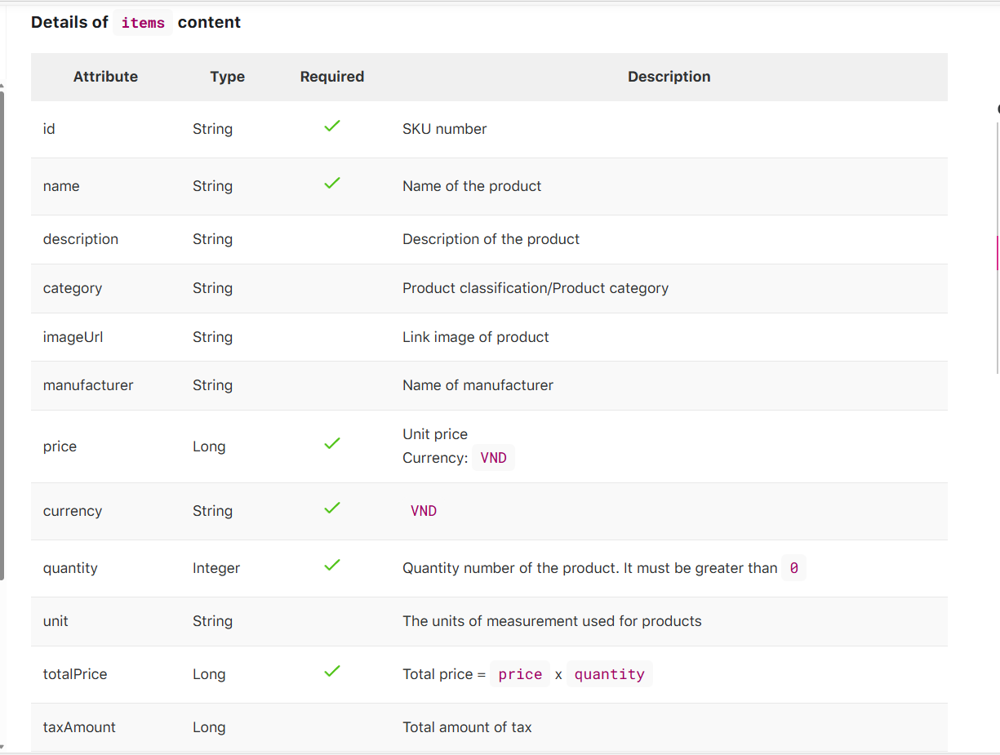 Details of items content
Attribute Type Required Description
id String SKU number
name String Name of the product
description String Description of the product
category String Product classification/Product category
imageUrl String Link image of product
manufacturer String Name of manufacturer
price Long Unit price
Currency: VND
currency String VND
quantity Integer Quantity number of the product. It must be greater than 0
unit String The units of measurement used for products
totalPrice Long Total price = price x quantity
taxAmount Long Total amount of tax